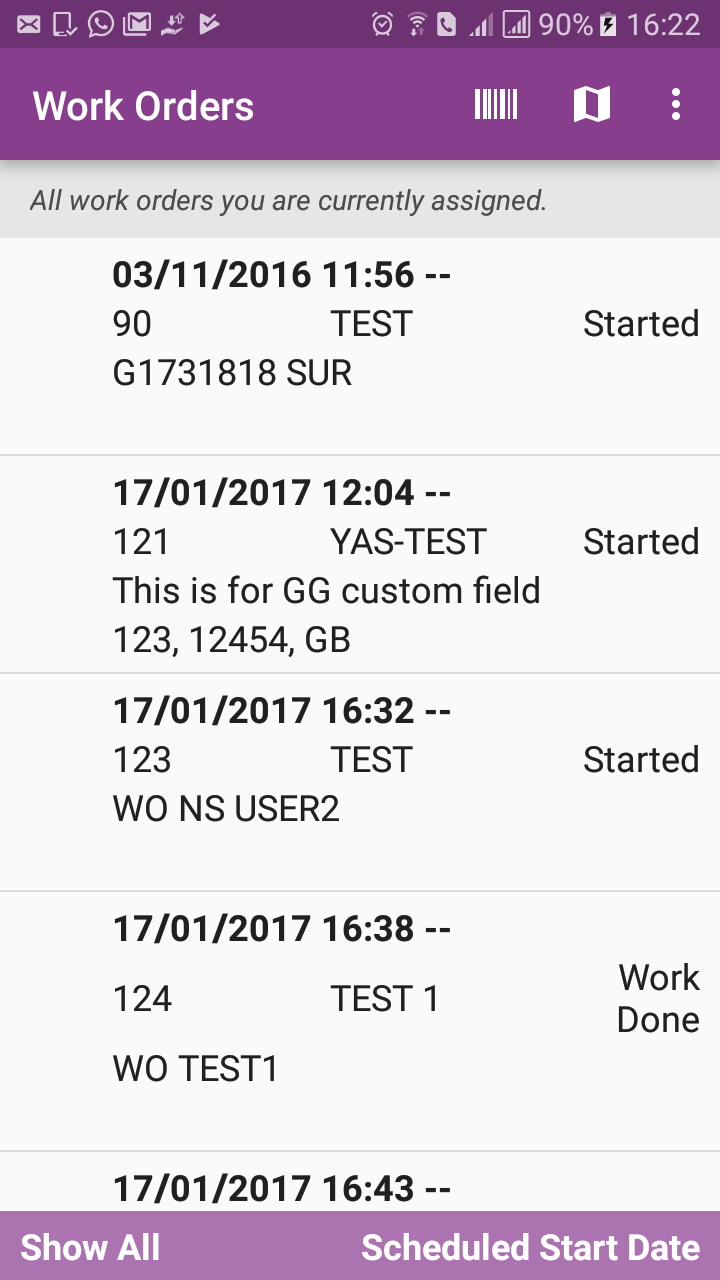 90% 16:22
Work Orders
All work orders you are currently assigned.
03/11/2016 11:56 --
90 TEST Started
G1731818 SUR
17/01/2017 12:04 --
121 YAS-TEST Started
This is for GG custom field
123, 12454, GB
17/01/2017 16:32 --
123 TEST Started
WO NS USER2
17/01/2017 16:38 --
124 TEST 1 Work
Done
WO TEST1
17/01/2017 16:43 --
Show All Scheduled Start Date